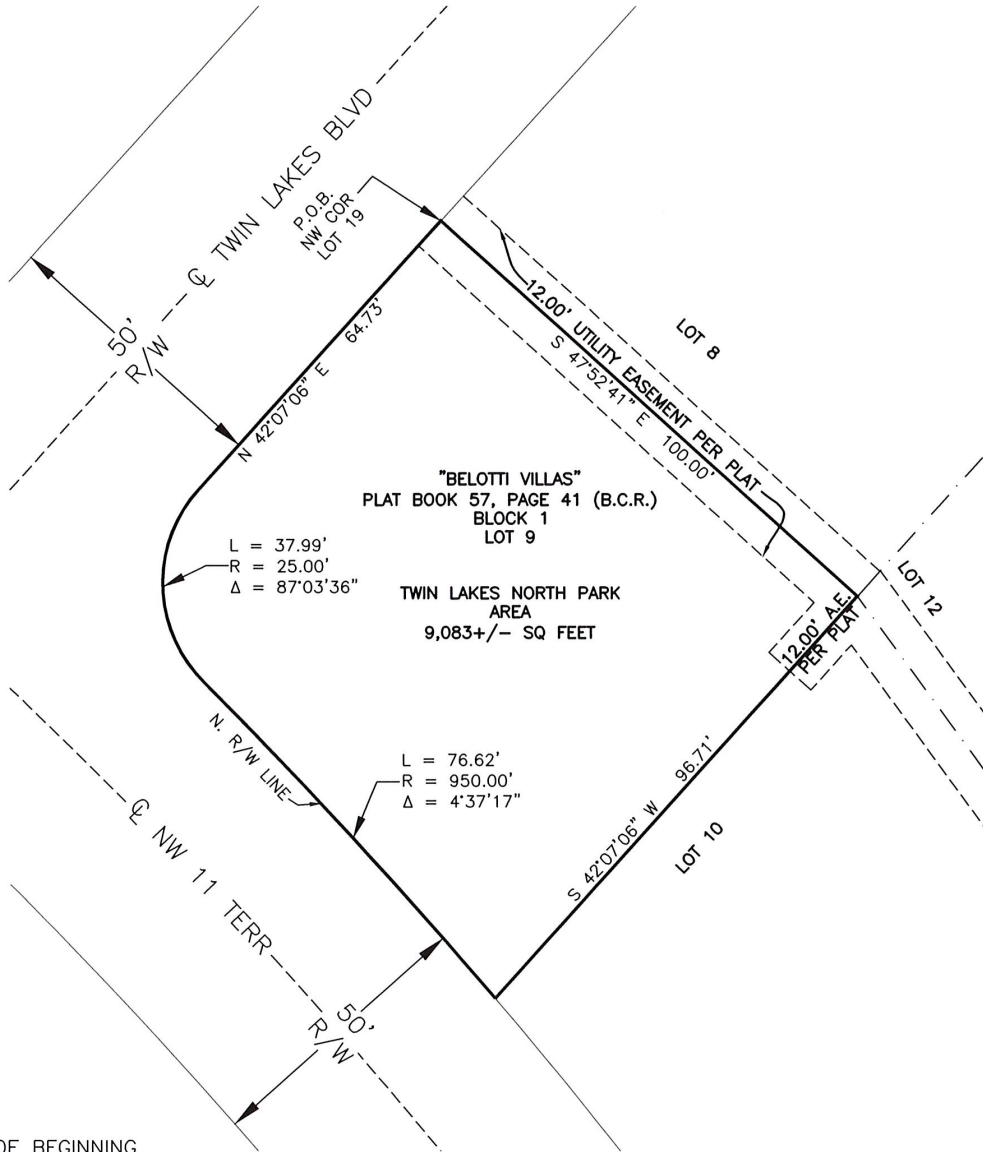 ℄ TWIN LAKES BLVD
P.O.B.
NW COR
LOT 19
50'
R/W
N 42°07'06" E 64.73'
12.00' UTILITY EASEMENT PER PLAT
S 47°52'41" E 100.00'
LOT 8
"BELOTTI VILLAS"
PLAT BOOK 57, PAGE 41 (B.C.R.)
BLOCK 1
LOT 9
L = 37.99'
R = 25.00'
Δ = 87°03'36"
TWIN LAKES NORTH PARK
AREA
9,083+/- SQ FEET
LOT 12
12.00' A.E.
PER PLAT
N. R/W LINE
L = 76.62'
R = 950.00'
Δ = 4°37'17"
S 42°07'06" W 96.71'
LOT 10
℄ NW 11 TERR
50'
R/W
OF BEGINNING